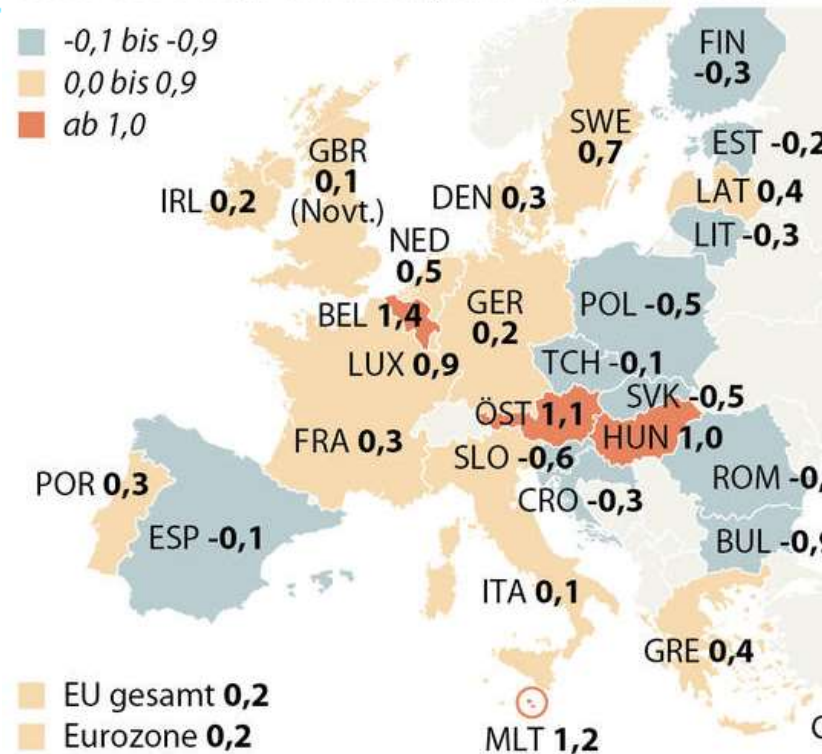 -0,1 bis -0,9
0,0 bis 0,9
ab 1,0
FIN
-0,3
SWE
0,7
EST -0,2
GBR
0,1
(Novt.)
IRL 0,2
DEN 0,3
LAT 0,4
LIT -0,3
NED
0,5
BEL 1,4
GER
0,2
POL -0,5
LUX 0,9
TCH -0,1
SVK -0,5
ÖST 1,1
HUN 1,0
FRA 0,3
SLO -0,6
ROM -0,
CRO -0,3
POR 0,3
ESP -0,1
BUL -0,9
ITA 0,1
GRE 0,4
EU gesamt 0,2
Eurozone 0,2
MLT 1,2